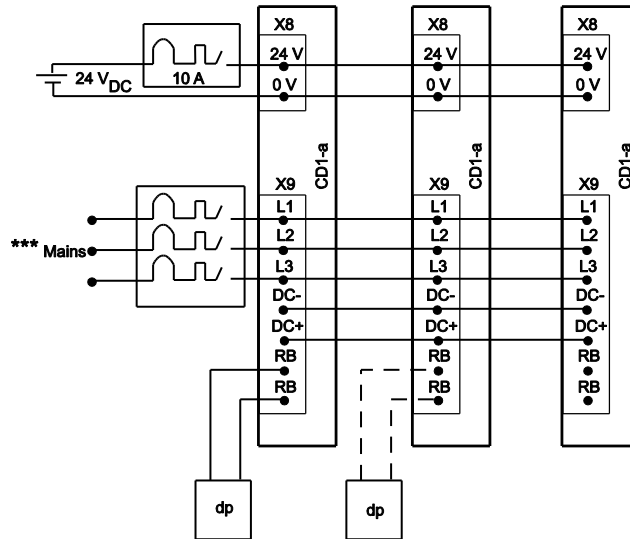 X8 X8 X8
24 V 24 V 24 V
24 VDC 10 A 0 V 0 V 0 V
CD1-a CD1-a CD1-a
X9 X9 X9
L1 L1 L1
*** Mains L2 L2 L2
L3 L3 L3
DC- DC- DC-
DC+ DC+ DC+
RB RB RB
RB RB RB
dp dp